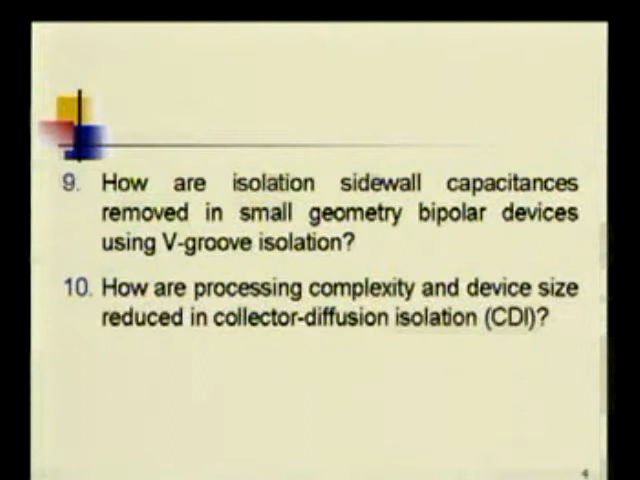 9. How are isolation sidewall capacitances
removed in small geometry bipolar devices
using V-groove isolation?
10. How are processing complexity and device size
reduced in collector-diffusion isolation (CDI)?
4